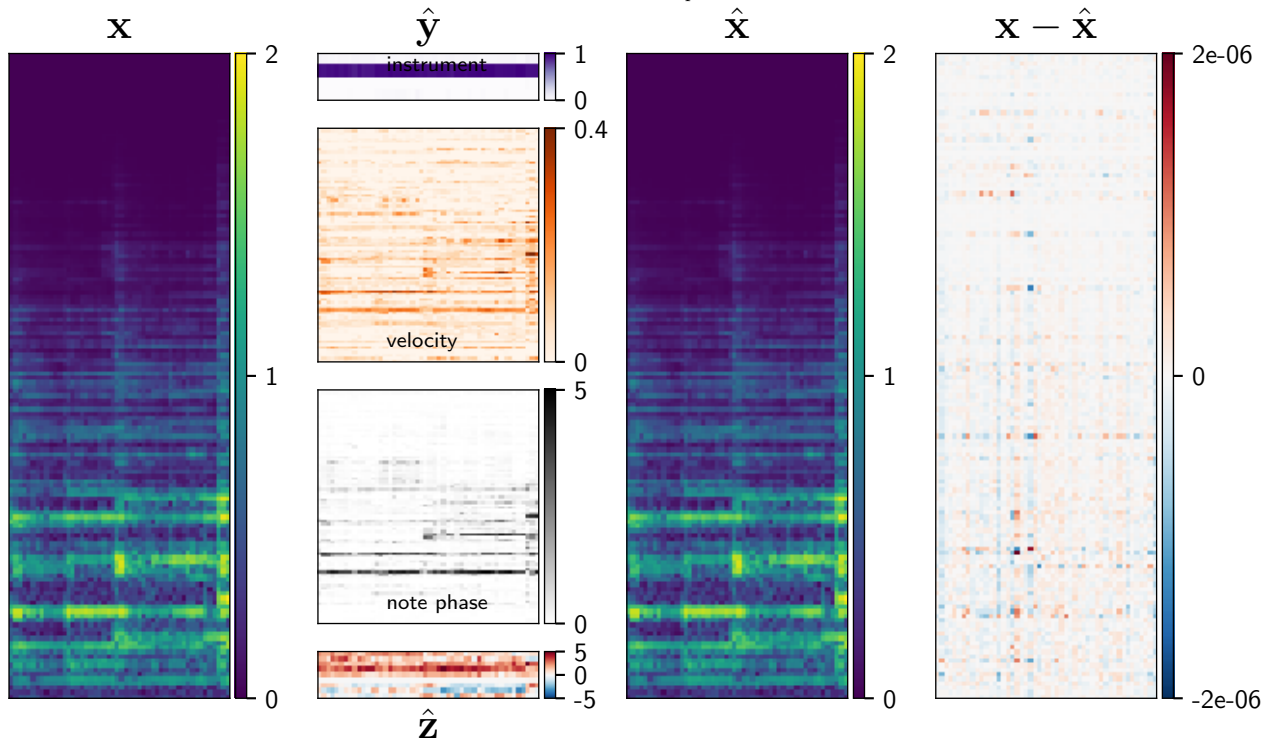 x
2
1
0
ŷ
instrument
1
0
velocity
0.4
0
note phase
5
0
5
0
-5
ẑ
x̂
2
1
0
x − x̂
2e-06
0
-2e-06